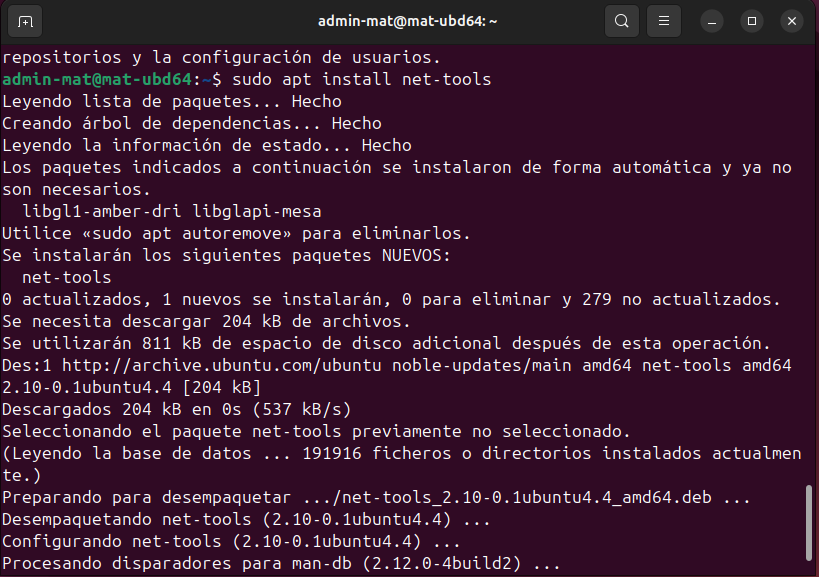 admin-mat@mat-ubd64: ~
repositorios y la configuración de usuarios.
admin-mat@mat-ubd64:~$ sudo apt install net-tools
Leyendo lista de paquetes... Hecho
Creando árbol de dependencias... Hecho
Leyendo la información de estado... Hecho
Los paquetes indicados a continuación se instalaron de forma automática y ya no
son necesarios.
  libgl1-amber-dri libglapi-mesa
Utilice «sudo apt autoremove» para eliminarlos.
Se instalarán los siguientes paquetes NUEVOS:
  net-tools
0 actualizados, 1 nuevos se instalarán, 0 para eliminar y 279 no actualizados.
Se necesita descargar 204 kB de archivos.
Se utilizarán 811 kB de espacio de disco adicional después de esta operación.
Des:1 http://archive.ubuntu.com/ubuntu noble-updates/main amd64 net-tools amd64
2.10-0.1ubuntu4.4 [204 kB]
Descargados 204 kB en 0s (537 kB/s)
Seleccionando el paquete net-tools previamente no seleccionado.
(Leyendo la base de datos ... 191916 ficheros o directorios instalados actualmen
te.)
Preparando para desempaquetar .../net-tools_2.10-0.1ubuntu4.4_amd64.deb ...
Desempaquetando net-tools (2.10-0.1ubuntu4.4) ...
Configurando net-tools (2.10-0.1ubuntu4.4) ...
Procesando disparadores para man-db (2.12.0-4build2) ...